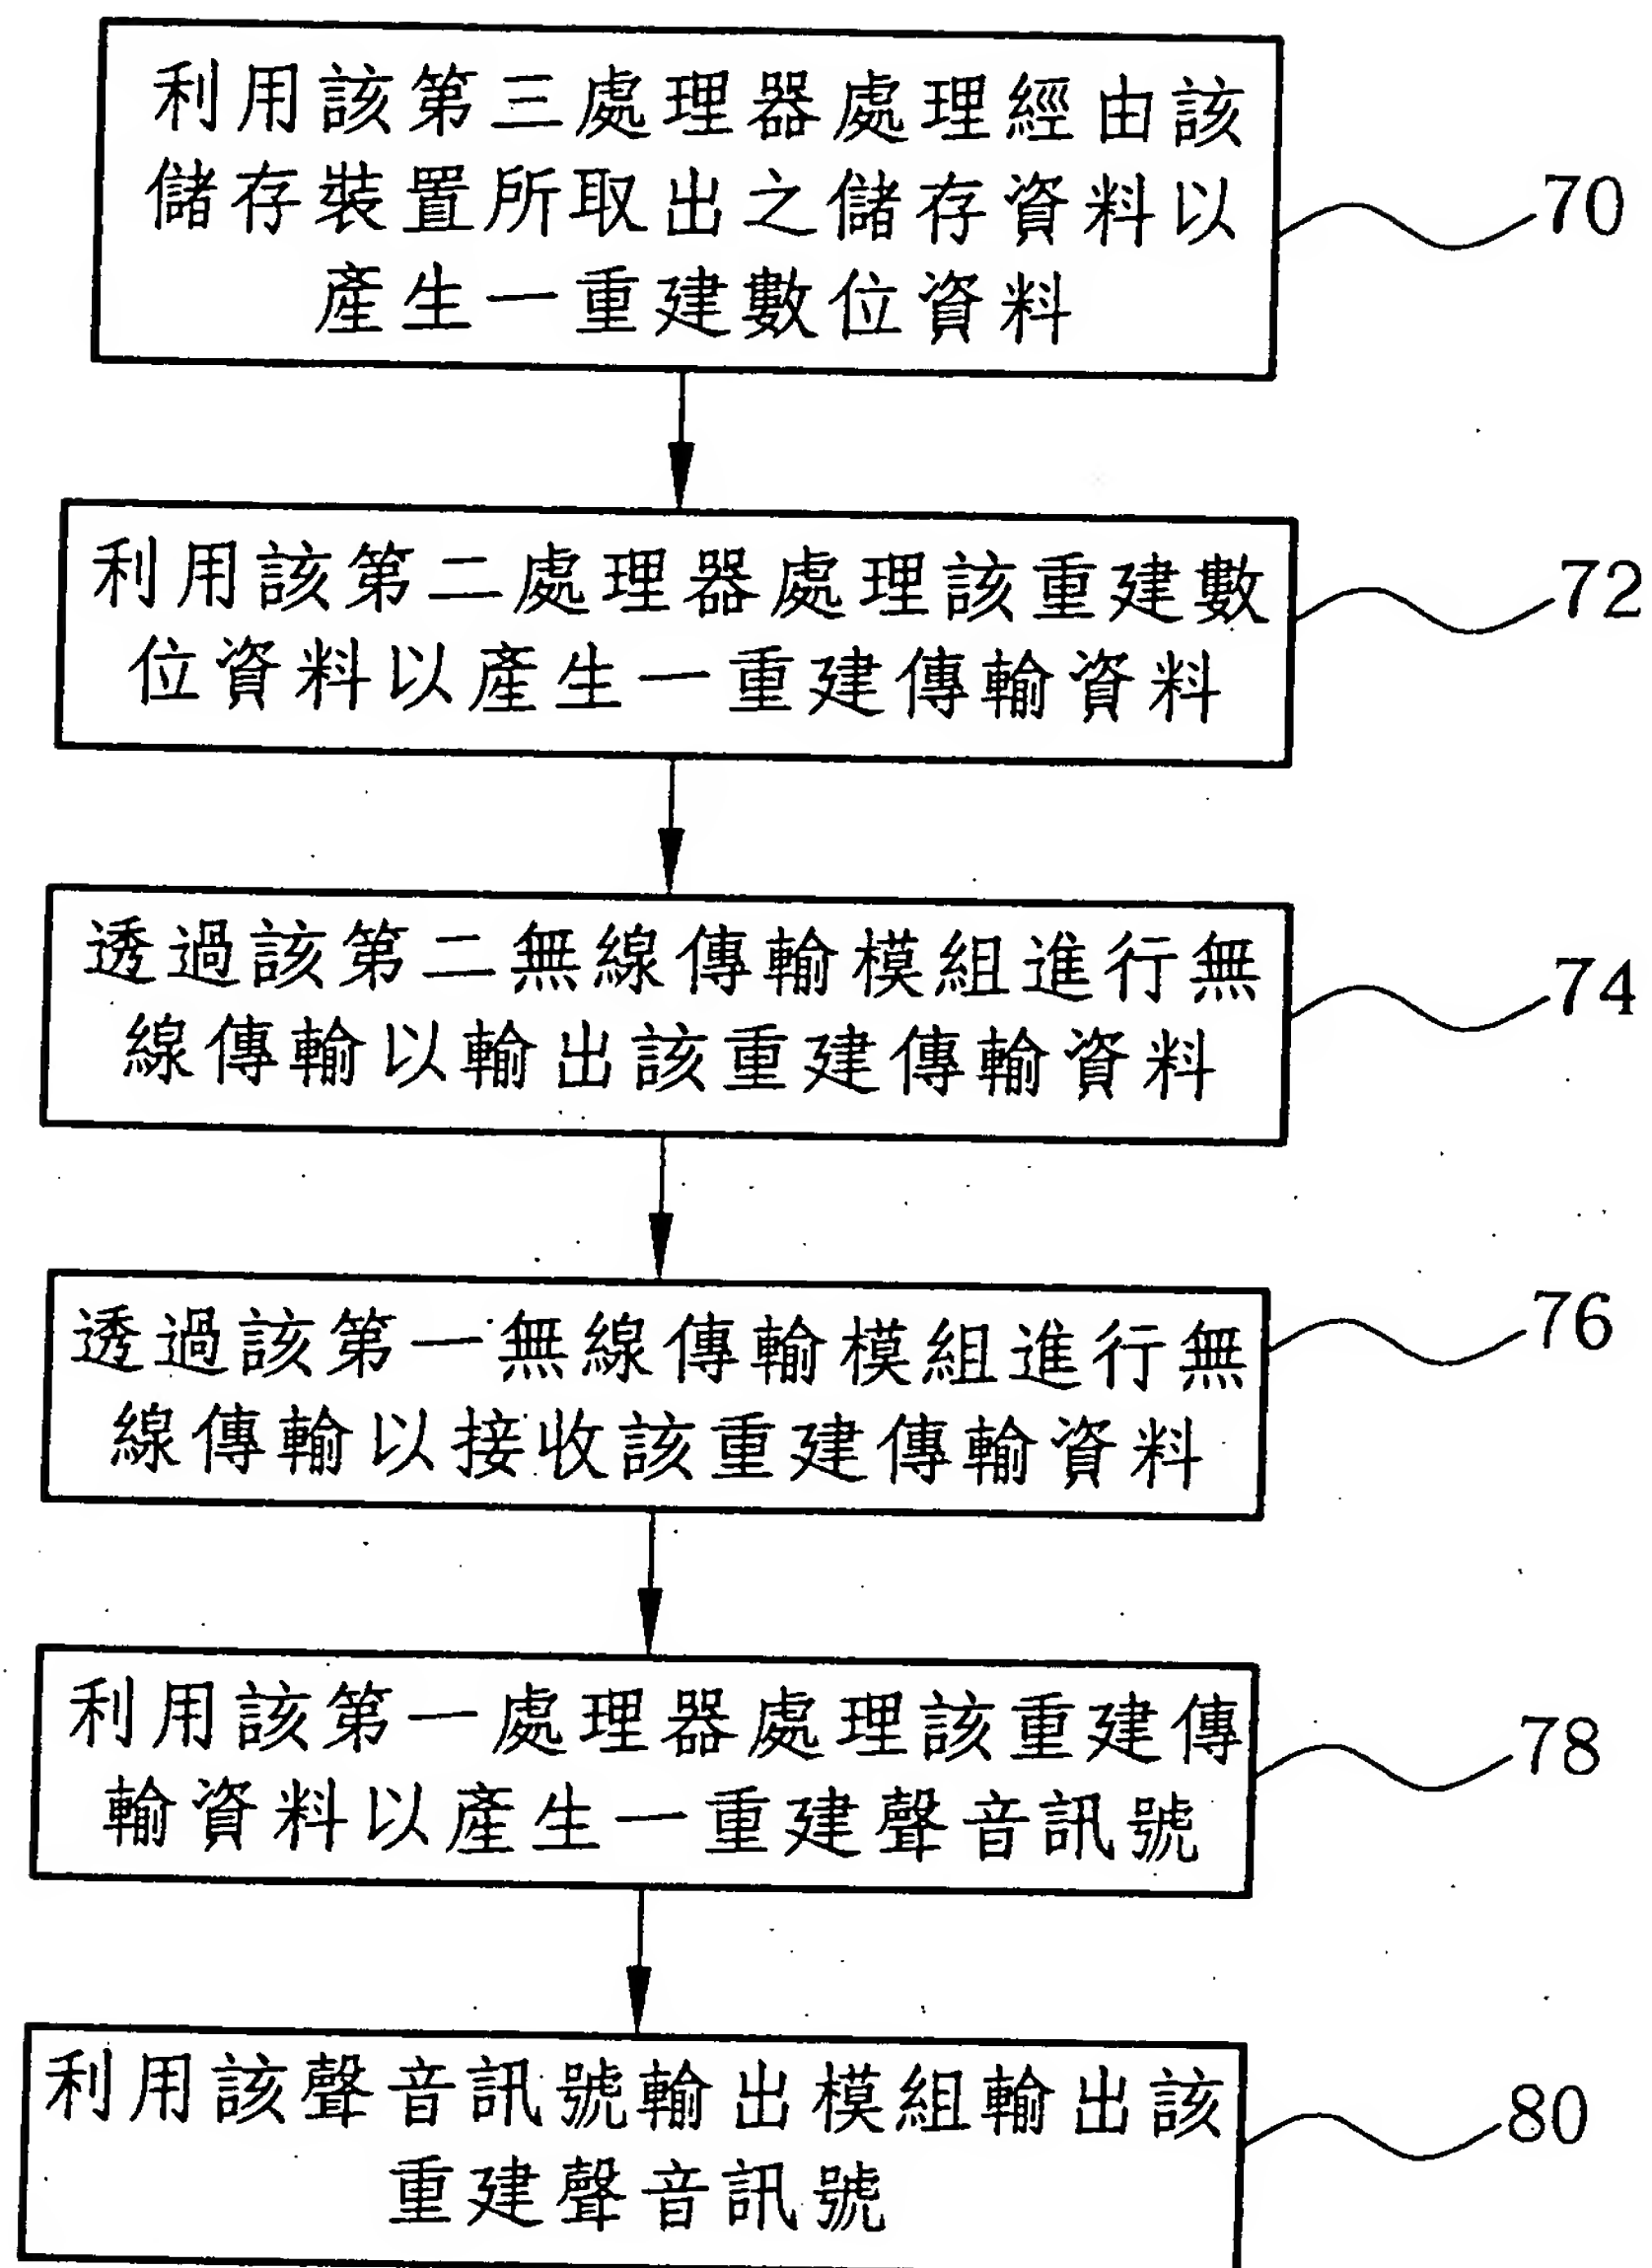 利用該第三處理器處理經由該
儲存裝置所取出之儲存資料以
產生一重建數位資料
70
利用該第二處理器處理該重建數
位資料以產生一重建傳輸資料
72
透過該第二無線傳輸模組進行無
線傳輸以輸出該重建傳輸資料
74
透過該第一無線傳輸模組進行無
線傳輸以接收該重建傳輸資料
76
利用該第一處理器處理該重建傳
輸資料以產生一重建聲音訊號
78
利用該聲音訊號輸出模組輸出該
重建聲音訊號
80